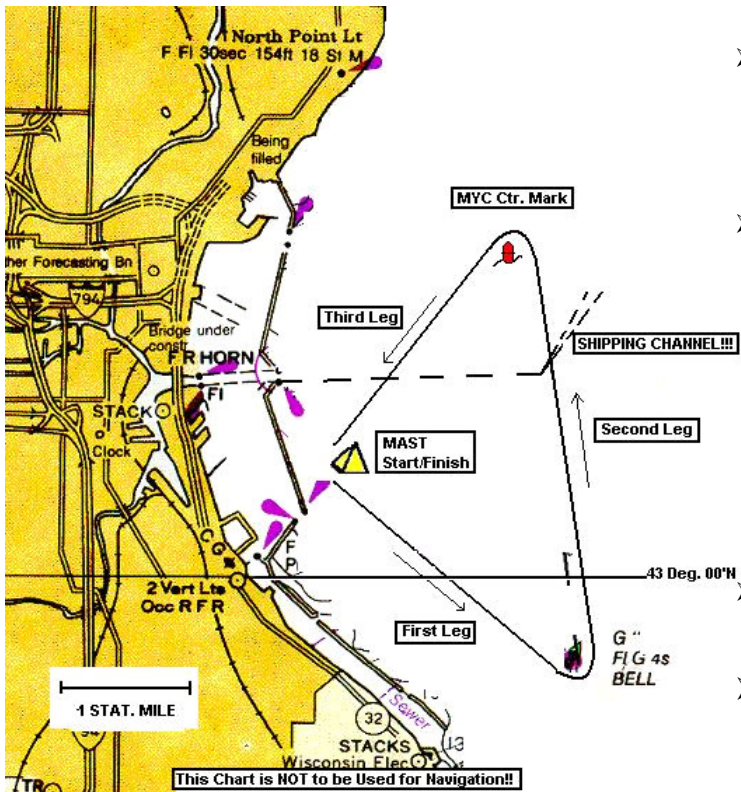 North Point Lt
F Fl 30sec 154ft 18 St M
Being
filled
MYC Ctr. Mark
ther Forecasting Bn
794
Third Leg
Bridge under
constr
F R HORN
SHIPPING CHANNEL!!!
Fl
STACK
Clock
MAST
Start/Finish
Second Leg
F
43 Deg. 00'N
2 Vert Lts
Occ R F R
First Leg
G "
Fl G 4s
BELL
1 STAT. MILE
Sewer
32
13
94
STACKS
Wisconsin Elec
This Chart is NOT to be Used for Navigation!!
TR